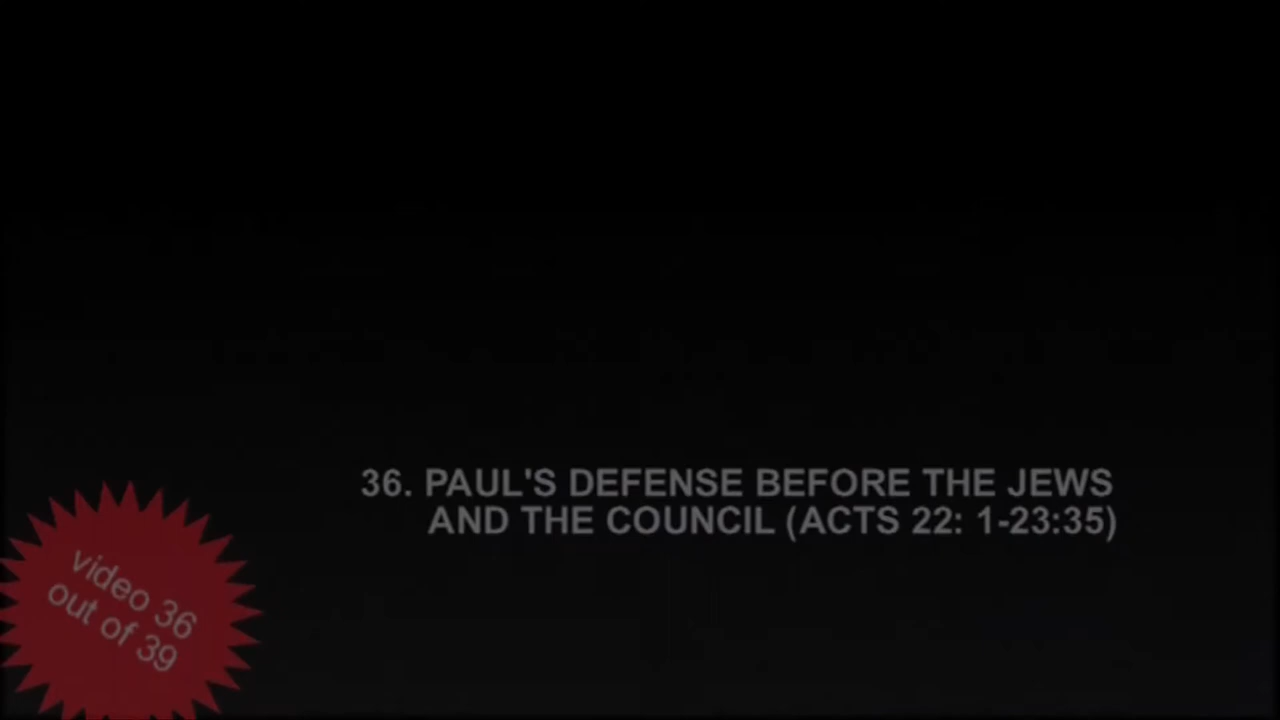 36. PAUL'S DEFENSE BEFORE THE JEWS
AND THE COUNCIL (ACTS 22: 1-23:35)
video 36
out of 39